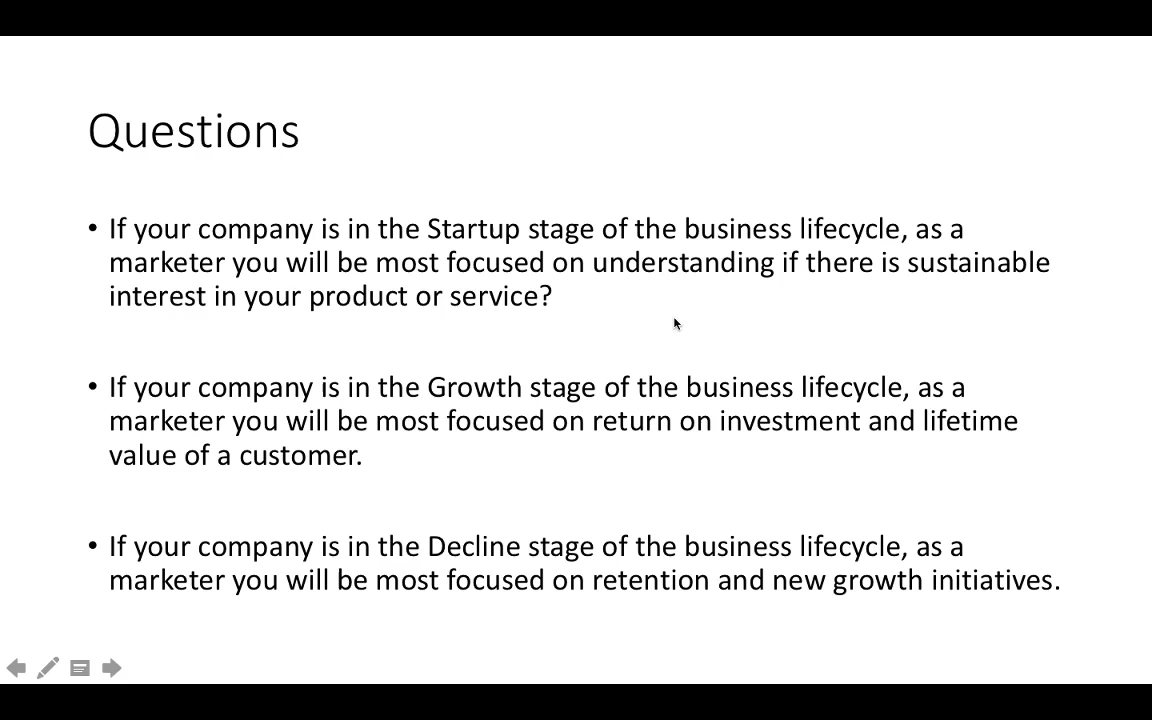 Questions
• If your company is in the Startup stage of the business lifecycle, as a
marketer you will be most focused on understanding if there is sustainable
interest in your product or service?
• If your company is in the Growth stage of the business lifecycle, as a
marketer you will be most focused on return on investment and lifetime
value of a customer.
• If your company is in the Decline stage of the business lifecycle, as a
marketer you will be most focused on retention and new growth initiatives.